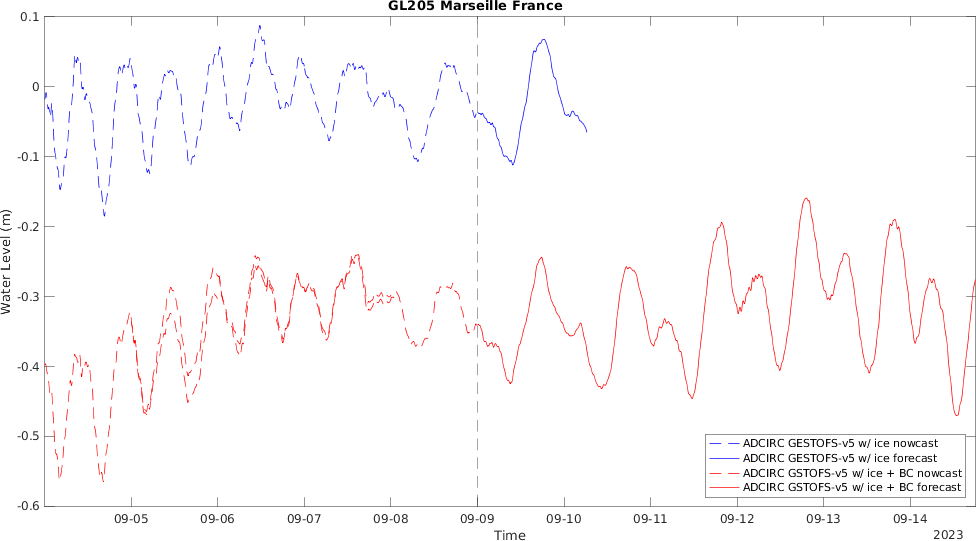 GL205 Marseille France
0.1
0
-0.1
-0.2
-0.3
-0.4
-0.5
-0.6
Water Level (m)
09-05 09-06 09-07 09-08 09-09 09-10 09-11 09-12 09-13 09-14
Time
2023
ADCIRC GESTOFS-v5 w/ ice nowcast
ADCIRC GESTOFS-v5 w/ ice forecast
ADCIRC GSTOFS-v5 w/ ice + BC nowcast
ADCIRC GSTOFS-v5 w/ ice + BC forecast